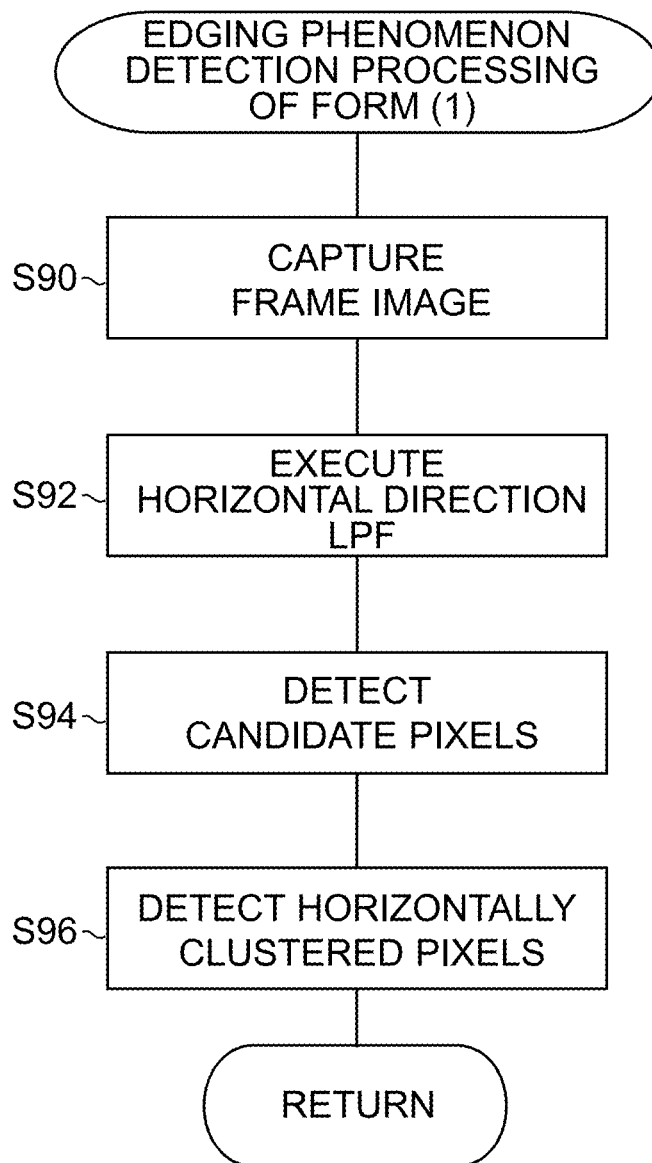 EDGING PHENOMENON
DETECTION PROCESSING
OF FORM (1)
S90
CAPTURE
FRAME IMAGE
S92
EXECUTE
HORIZONTAL DIRECTION
LPF
S94
DETECT
CANDIDATE PIXELS
S96
DETECT HORIZONTALLY
CLUSTERED PIXELS
RETURN